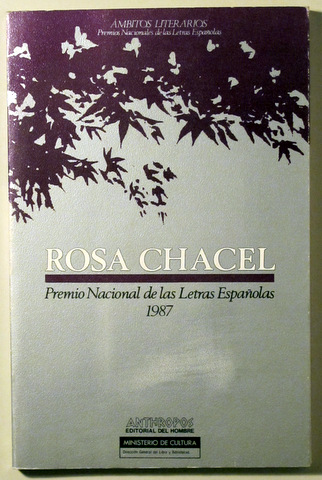 ÁMBITOS LITERARIOS
Premios Nacionales de las Letras Españolas
ROSA CHACEL
Premio Nacional de las Letras Españolas
1987
ANTHROPOS
EDITORIAL DEL HOMBRE
MINISTERIO DE CULTURA
Dirección General del Libro y Bibliotecas